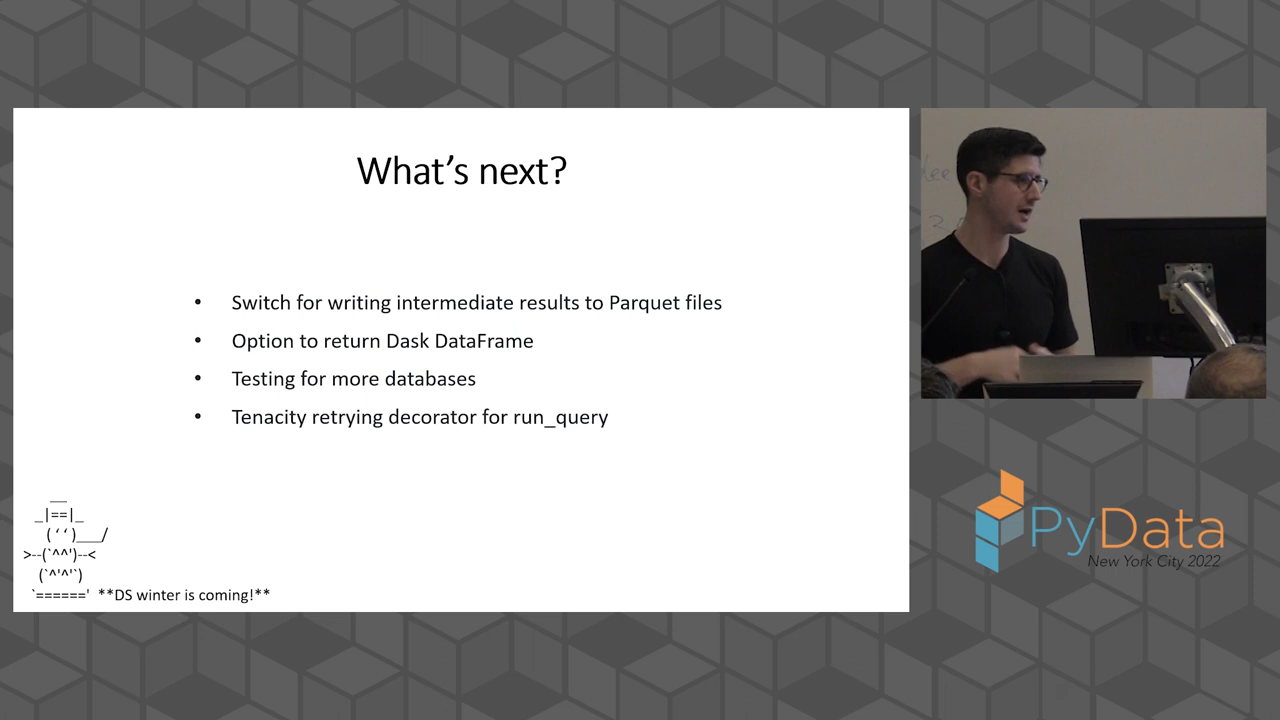 What's next?
• Switch for writing intermediate results to Parquet files
• Option to return Dask DataFrame
• Testing for more databases
• Tenacity retrying decorator for run_query
__
_|==|_
( ‘ ‘ )___/
>--(`^^')--<
(`^'^'`)
`======' **DS winter is coming!**
PyData
New York City 2022